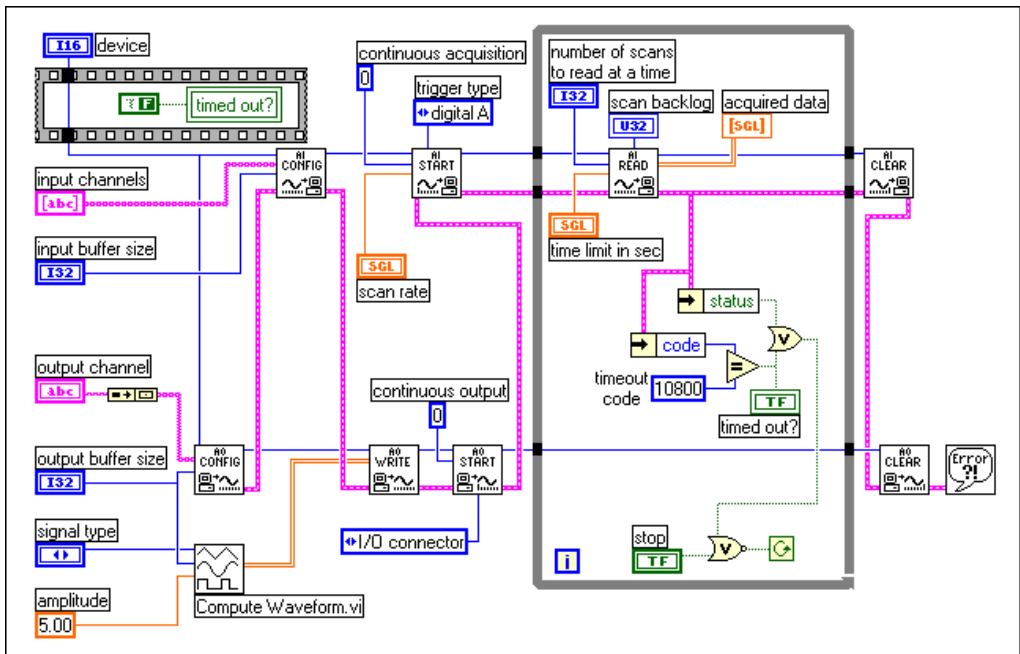 I16 device
F timed out?
input channels
[abc]
input buffer size
I32
continuous acquisition
0
trigger type
digital A
AI
CONFIG
AI
START
SGL
scan rate
number of scans
to read at a time
I32
scan backlog
U32
acquired data
[SGL]
AI
READ
SGL
time limit in sec
AI
CLEAR
status
code
timeout
code
10800
=
V
TF
timed out?
output channel
abc
output buffer size
I32
AO
CONFIG
continuous output
0
AO
WRITE
AO
START
I/O connector
AO
CLEAR
Error
?!
signal type
amplitude
5.00
Compute Waveform.vi
i
stop
TF
V